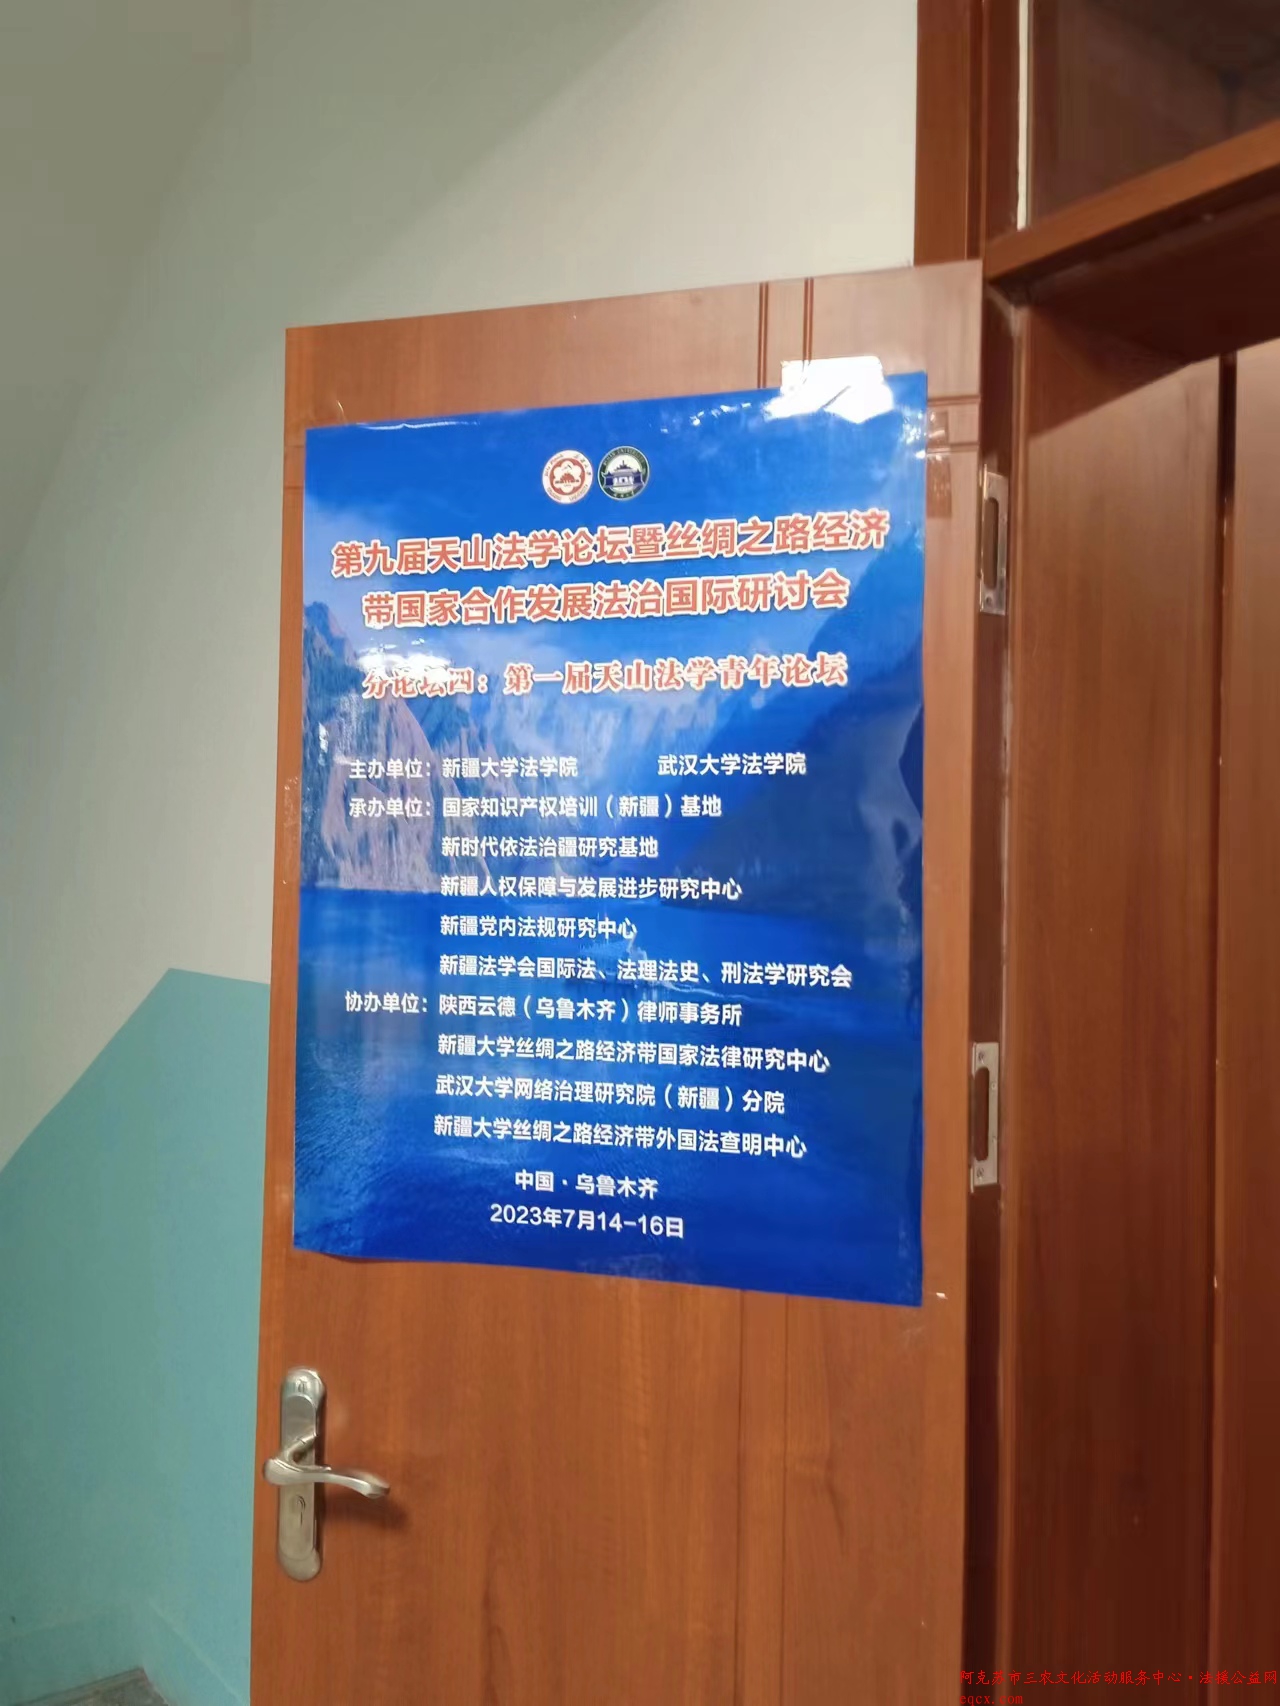 第九届天山法学论坛暨丝绸之路经济
带国家合作发展法治国际研讨会
分论坛四：第一届天山法学青年论坛
主办单位：新疆大学法学院 武汉大学法学院
承办单位：国家知识产权培训（新疆）基地
新时代依法治疆研究基地
新疆人权保障与发展进步研究中心
新疆党内法规研究中心
新疆法学会国际法、法理法史、刑法学研究会
协办单位：陕西云德（乌鲁木齐）律师事务所
新疆大学丝绸之路经济带国家法律研究中心
武汉大学网络治理研究院（新疆）分院
新疆大学丝绸之路经济带外国法查明中心
中国·乌鲁木齐
2023年7月14-16日
阿克苏市三农文化活动服务中心·法援公益网
eqcx.com